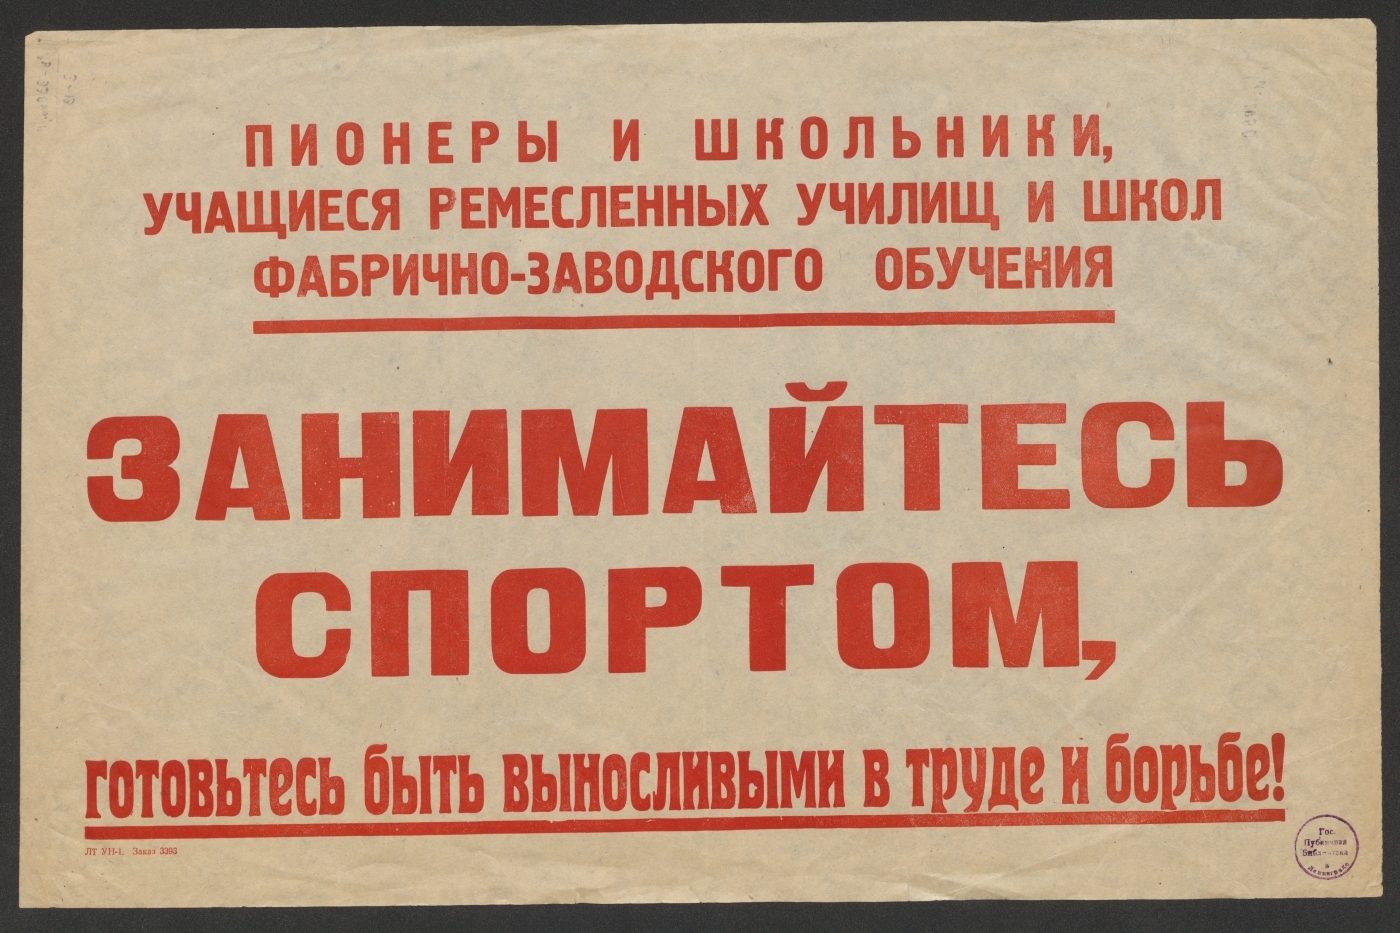 ПИОНЕРЫ И ШКОЛЬНИКИ,
УЧАЩИЕСЯ РЕМЕСЛЕННЫХ УЧИЛИЩ И ШКОЛ
ФАБРИЧНО-ЗАВОДСКОГО ОБУЧЕНИЯ
ЗАНИМАЙТЕСЬ
СПОРТОМ,
готовьтесь быть выносливыми в труде и борьбе!
ЛТ УН-1. Заказ 3393
Гос.
Публичная
Библиотека
в
Ленинграде